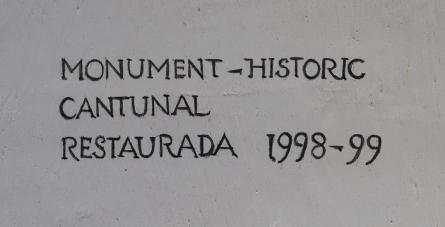 MONUMENT-HISTORIC
CANTUNAL
RESTAURADA 1998-99